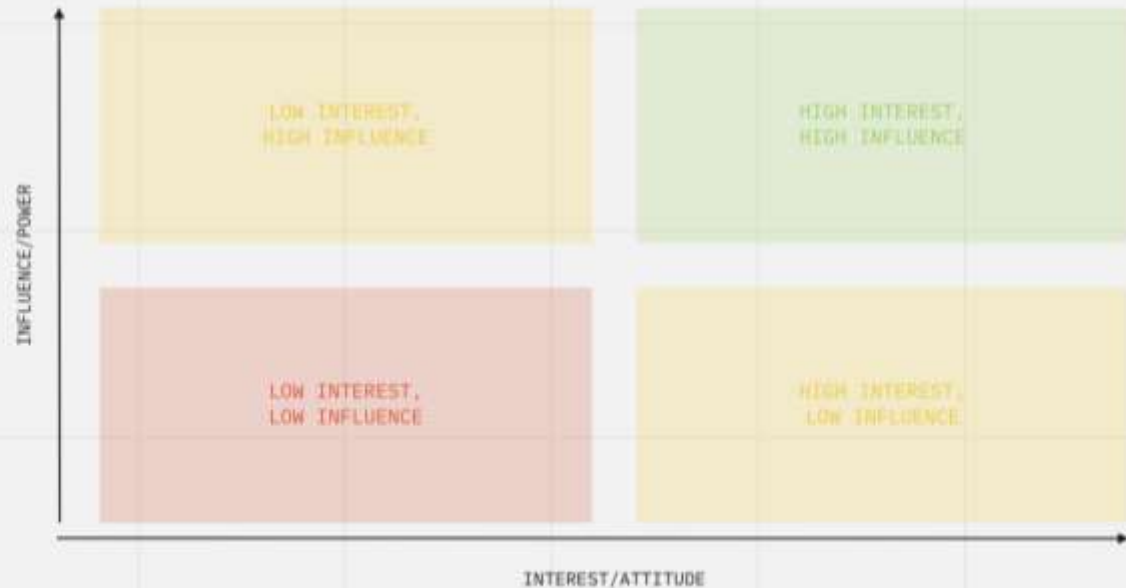 LOW INTEREST,
HIGH INFLUENCE
HIGH INTEREST,
HIGH INFLUENCE
INFLUENCE/POWER
LOW INTEREST,
LOW INFLUENCE
HIGH INTEREST,
LOW INFLUENCE
INTEREST/ATTITUDE